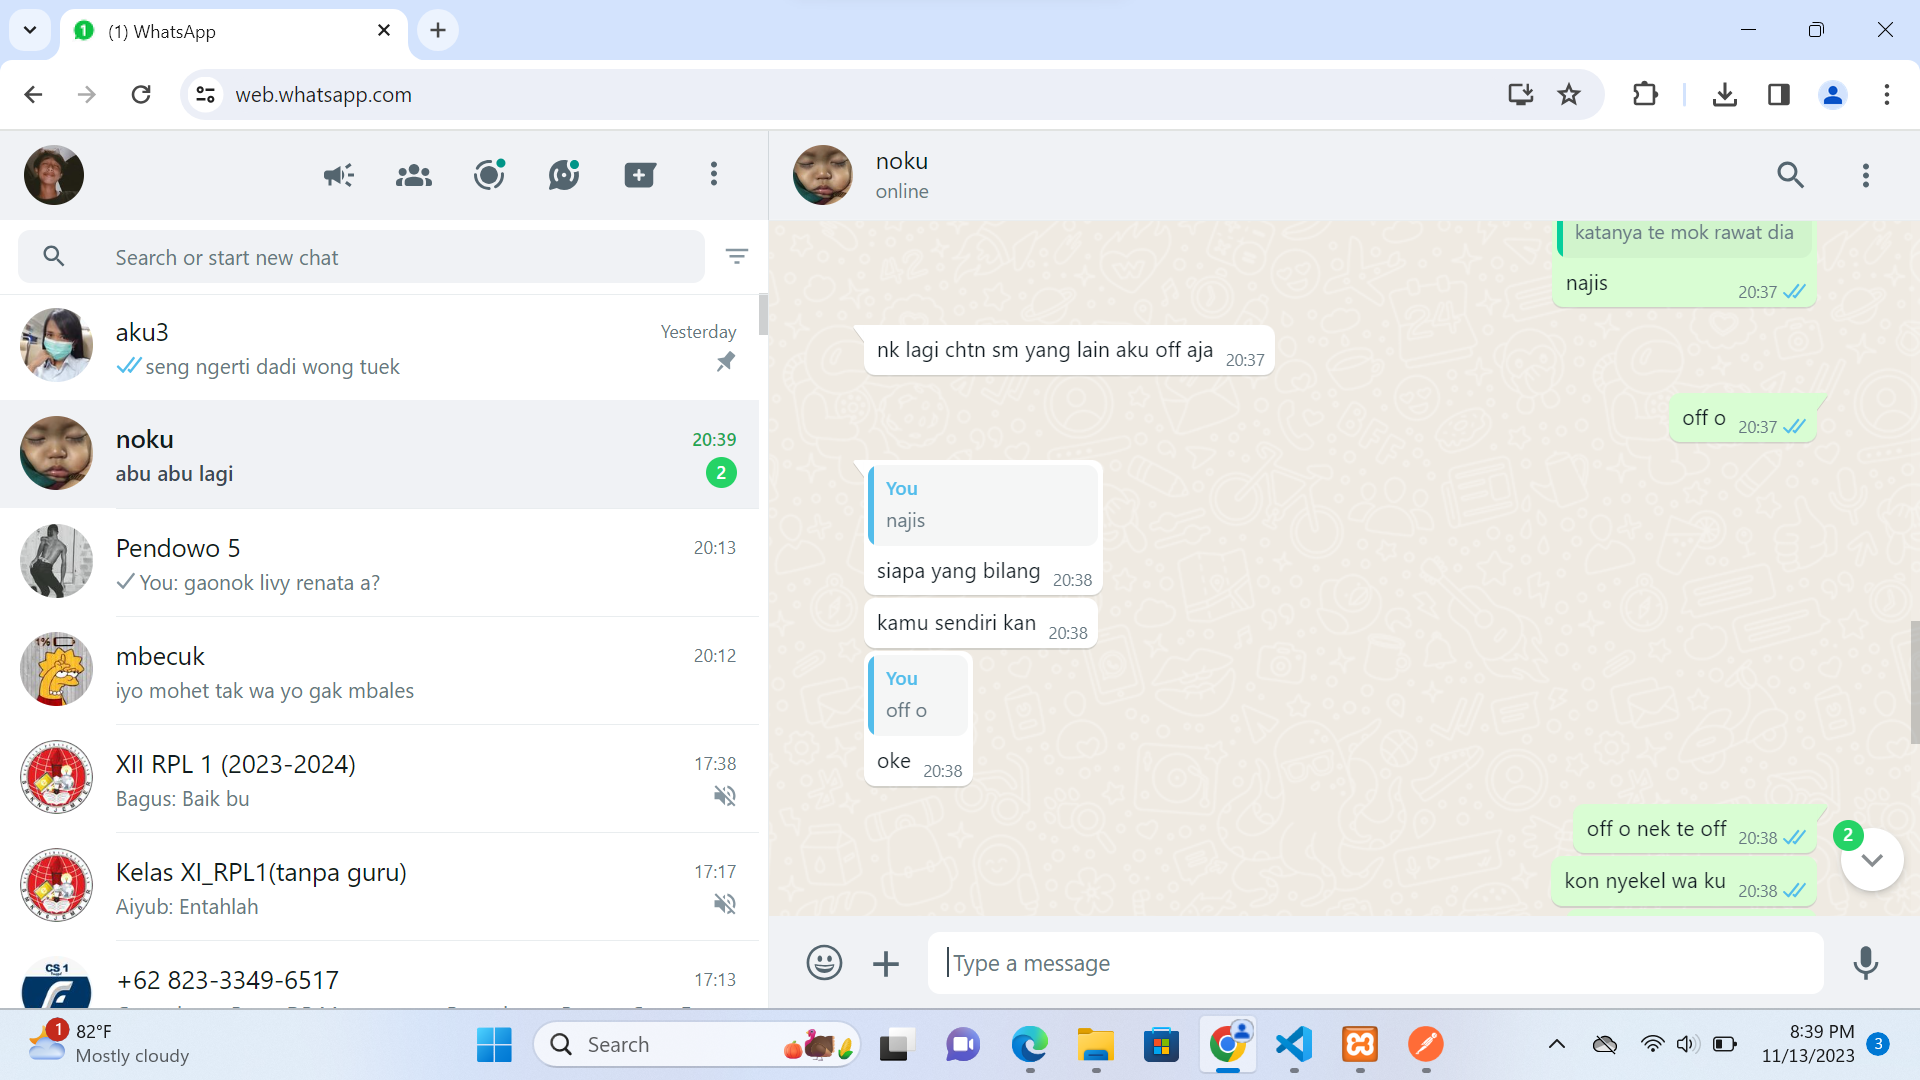 (1) WhatsApp
web.whatsapp.com
Search or start new chat
aku3
Yesterday
seng ngerti dadi wong tuek
noku
20:39
abu abu lagi
2
Pendowo 5
20:13
You: gaonok livy renata a?
1%
mbecuk
20:12
iyo mohet tak wa yo gak mbales
XII RPL 1 (2023-2024)
17:38
Bagus: Baik bu
Kelas XI_RPL1(tanpa guru)
17:17
Aiyub: Entahlah
CS 1
+62 823-3349-6517
17:13
noku
online
katanya te mok rawat dia
najis
20:37
nk lagi chtn sm yang lain aku off aja
20:37
off o
20:37
You
najis
siapa yang bilang
20:38
kamu sendiri kan
20:38
You
off o
oke
20:38
off o nek te off
20:38
2
kon nyekel wa ku
20:38
Type a message
1
82°F
Mostly cloudy
Search
8:39 PM
11/13/2023
3